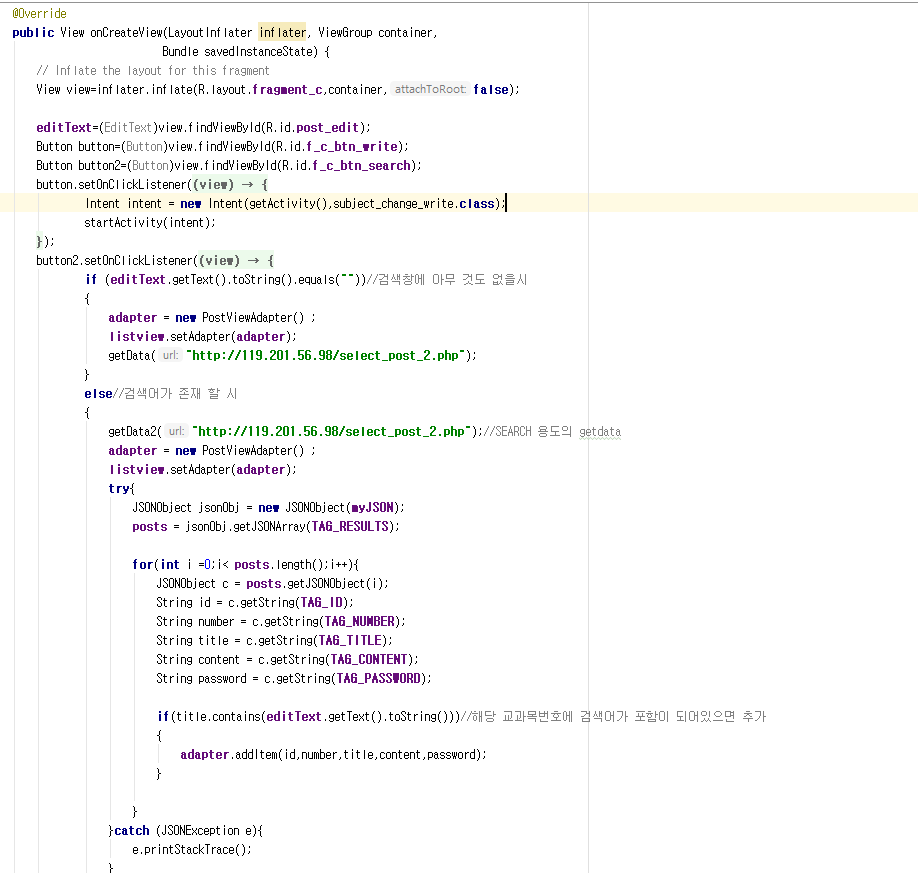 @Override
public View onCreateView(LayoutInflater inflater, ViewGroup container,
Bundle savedInstanceState) {
// Inflate the layout for this fragment
View view=inflater.inflate(R.layout.fragment_c,container, attachToRoot: false);
editText=(EditText)view.findViewById(R.id.post_edit);
Button button=(Button)view.findViewById(R.id.f_c_btn_write);
Button button2=(Button)view.findViewById(R.id.f_c_btn_search);
button.setOnClickListener((view) → {
Intent intent = new Intent(getActivity(),subject_change_write.class);
startActivity(intent);
});
button2.setOnClickListener((view) → {
if (editText.getText().toString().equals(""))//검색창에 아무 것도 없을시
{
adapter = new PostViewAdapter() ;
listview.setAdapter(adapter);
getData( url: "http://119.201.56.98/select_post_2.php");
}
else//검색어가 존재 할 시
{
getData2( url: "http://119.201.56.98/select_post_2.php");//SEARCH 용도의 getdata
adapter = new PostViewAdapter() ;
listview.setAdapter(adapter);
try{
JSONObject jsonObj = new JSONObject(myJSON);
posts = jsonObj.getJSONArray(TAG_RESULTS);
for(int i =0;i< posts.length();i++){
JSONObject c = posts.getJSONObject(i);
String id = c.getString(TAG_ID);
String number = c.getString(TAG_NUMBER);
String title = c.getString(TAG_TITLE);
String content = c.getString(TAG_CONTENT);
String password = c.getString(TAG_PASSWORD);
if(title.contains(editText.getText().toString()))//해당 교과목번호에 검색어가 포함이 되어있으면 추가
{
adapter.addItem(id,number,title,content,password);
}
}
}catch (JSONException e){
e.printStackTrace();
}